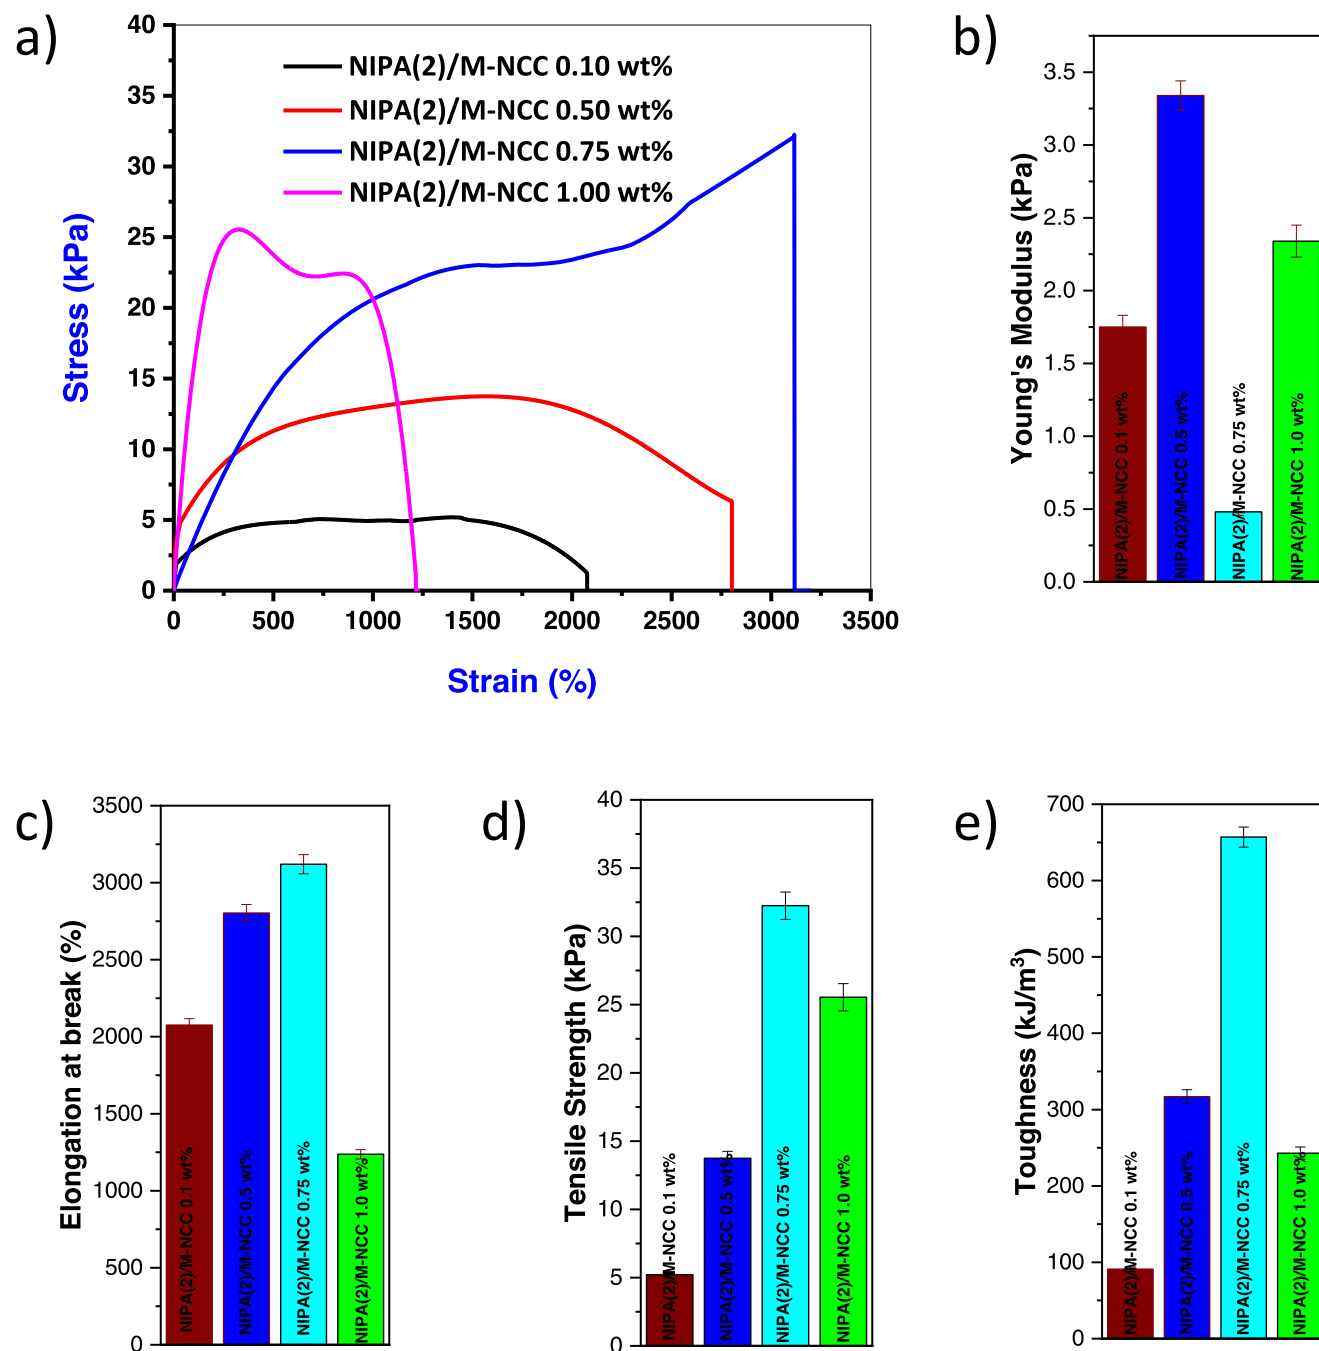 a)
40
35
30
25
20
15
10
5
0
Stress (kPa)
NIPA(2)/M-NCC 0.10 wt%
NIPA(2)/M-NCC 0.50 wt%
NIPA(2)/M-NCC 0.75 wt%
NIPA(2)/M-NCC 1.00 wt%
0 500 1000 1500 2000 2500 3000 3500
Strain (%)
b)
3.5
3.0
2.5
2.0
1.5
1.0
0.5
0.0
Young's Modulus (kPa)
NIPA(2)/M-NCC 0.1 wt%
NIPA(2)/M-NCC 0.5 wt%
NIPA(2)/M-NCC 0.75 wt%
NIPA(2)/M-NCC 1.0 wt%
c)
3500
3000
2500
2000
1500
1000
500
0
Elongation at break (%)
NIPA(2)/M-NCC 0.1 wt%
NIPA(2)/M-NCC 0.5 wt%
NIPA(2)/M-NCC 0.75 wt%
NIPA(2)/M-NCC 1.0 wt%
d)
40
35
30
25
20
15
10
5
0
Tensile Strength (kPa)
NIPA(2)/M-NCC 0.1 wt%
NIPA(2)/M-NCC 0.5 wt%
NIPA(2)/M-NCC 0.75 wt%
NIPA(2)/M-NCC 1.0 wt%
e)
700
600
500
400
300
200
100
0
Toughness (kJ/m³)
NIPA(2)/M-NCC 0.1 wt%
NIPA(2)/M-NCC 0.5 wt%
NIPA(2)/M-NCC 0.75 wt%
NIPA(2)/M-NCC 1.0 wt%